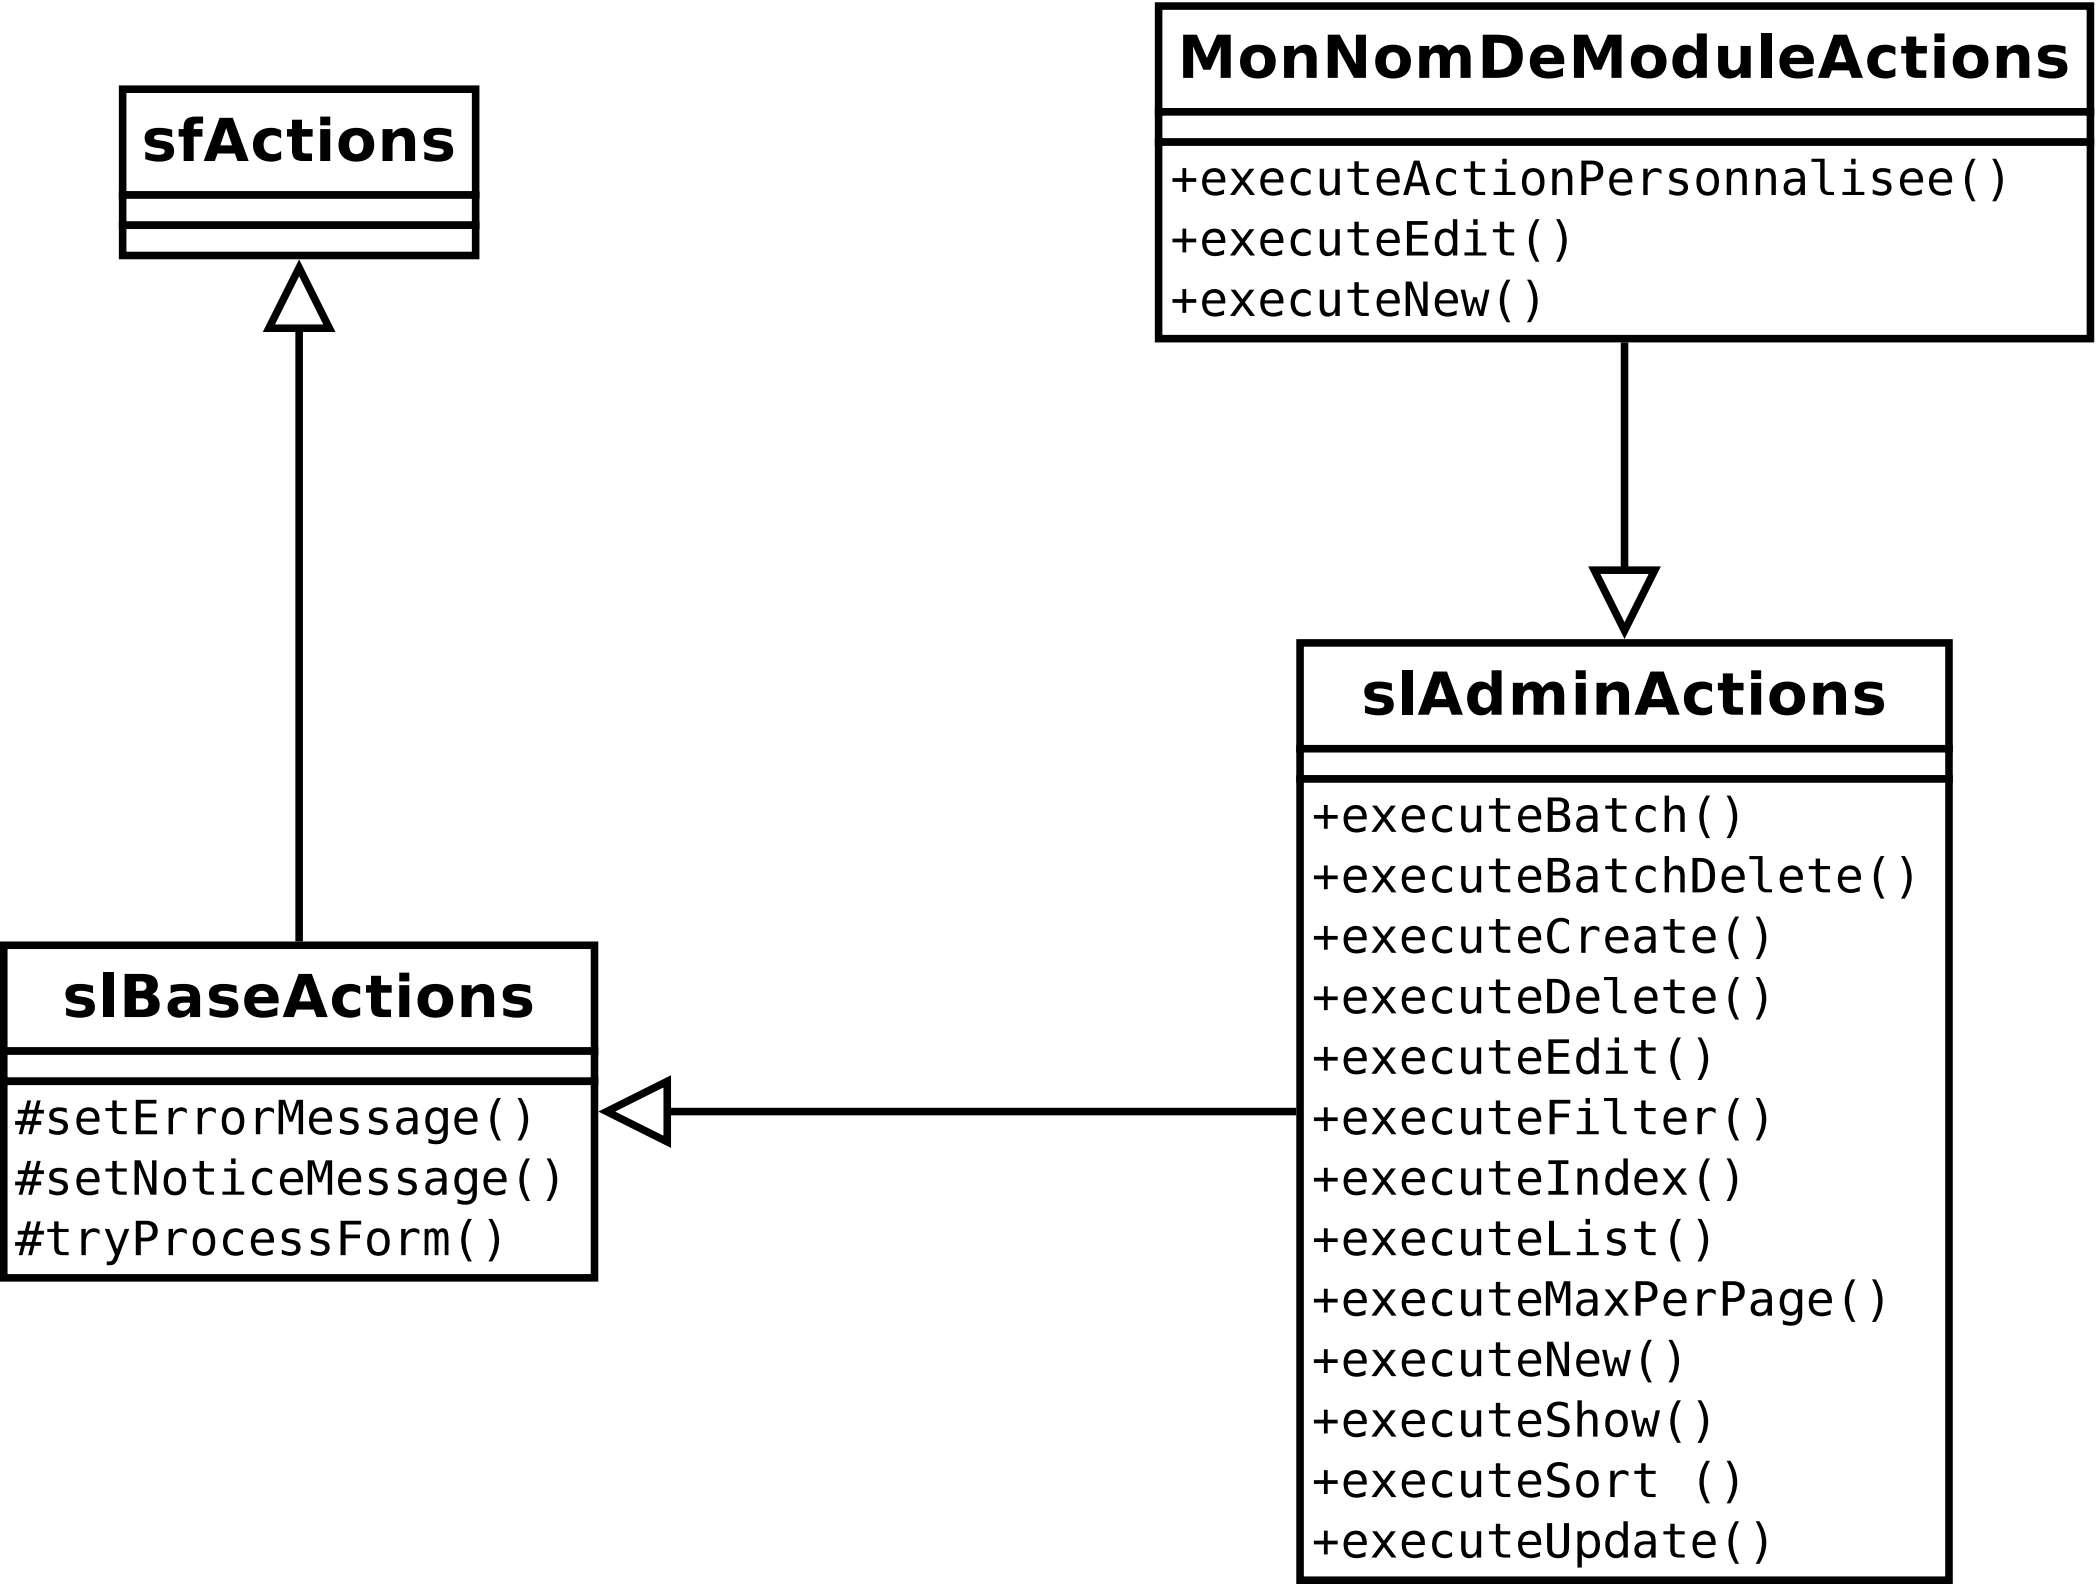 sfActions
MonNomDeModuleActions
+executeActionPersonnalisee()
+executeEdit()
+executeNew()
slBaseActions
#setErrorMessage()
#setNoticeMessage()
#tryProcessForm()
slAdminActions
+executeBatch()
+executeBatchDelete()
+executeCreate()
+executeDelete()
+executeEdit()
+executeFilter()
+executeIndex()
+executeList()
+executeMaxPerPage()
+executeNew()
+executeShow()
+executeSort ()
+executeUpdate()